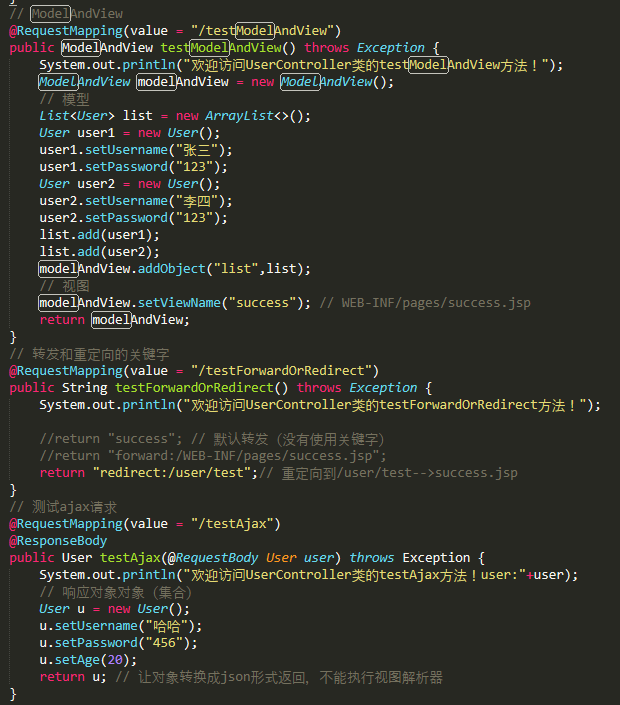 }
// ModelAndView
@RequestMapping(value = "/testModelAndView")
public ModelAndView testModelAndView() throws Exception {
    System.out.println("欢迎访问UserController类的testModelAndView方法！");
    ModelAndView modelAndView = new ModelAndView();
    // 模型
    List<User> list = new ArrayList<>();
    User user1 = new User();
    user1.setUsername("张三");
    user1.setPassword("123");
    User user2 = new User();
    user2.setUsername("李四");
    user2.setPassword("123");
    list.add(user1);
    list.add(user2);
    modelAndView.addObject("list",list);
    // 视图
    modelAndView.setViewName("success"); // WEB-INF/pages/success.jsp
    return modelAndView;
}
// 转发和重定向的关键字
@RequestMapping(value = "/testForwardOrRedirect")
public String testForwardOrRedirect() throws Exception {
    System.out.println("欢迎访问UserController类的testForwardOrRedirect方法！");
    //return "success"; // 默认转发（没有使用关键字）
    //return "forward:/WEB-INF/pages/success.jsp";
    return "redirect:/user/test";// 重定向到/user/test-->success.jsp
}
// 测试ajax请求
@RequestMapping(value = "/testAjax")
@ResponseBody
public User testAjax(@RequestBody User user) throws Exception {
    System.out.println("欢迎访问UserController类的testAjax方法！user:"+user);
    // 响应对象对象（集合）
    User u = new User();
    u.setUsername("哈哈");
    u.setPassword("456");
    u.setAge(20);
    return u; // 让对象转换成json形式返回，不能执行视图解析器
}